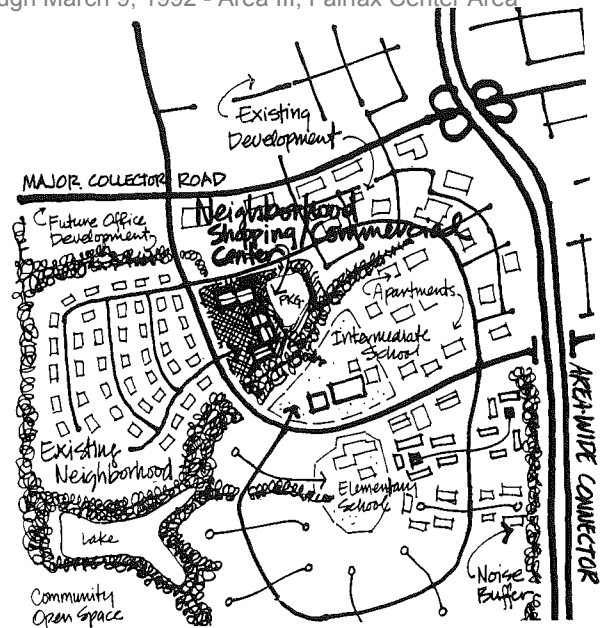 ugh March 9, 1992 - Area III, Fairfax Center Area
Existing
Development
MAJOR COLLECTOR ROAD
Future Office
Development
Neighborhood
Shopping/Commercial
Center
PKG.
Apartments
Intermediate
School
Existing
Neighborhood
Elementary
School
Lake
Community
Open Space
Noise
Buffer
AREA-WIDE CONNECTOR